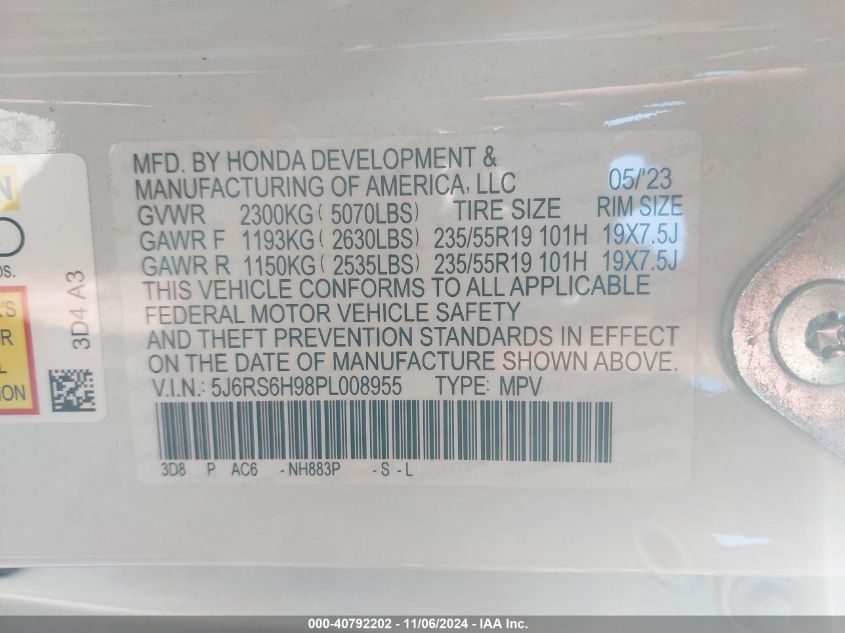 MFD. BY HONDA DEVELOPMENT &
MANUFACTURING OF AMERICA, LLC 05/'23
GVWR 2300KG ( 5070LBS) TIRE SIZE RIM SIZE
GAWR F 1193KG ( 2630LBS) 235/55R19 101H 19X7.5J
GAWR R 1150KG ( 2535LBS) 235/55R19 101H 19X7.5J
THIS VEHICLE CONFORMS TO ALL APPLICABLE
FEDERAL MOTOR VEHICLE SAFETY
AND THEFT PREVENTION STANDARDS IN EFFECT
ON THE DATE OF MANUFACTURE SHOWN ABOVE.
V.I.N.: 5J6RS6H98PL008955 TYPE: MPV
3D8 P AC6 -NH883P -S-L
3D4 A3
000-40792202 - 11/06/2024 - IAA Inc.